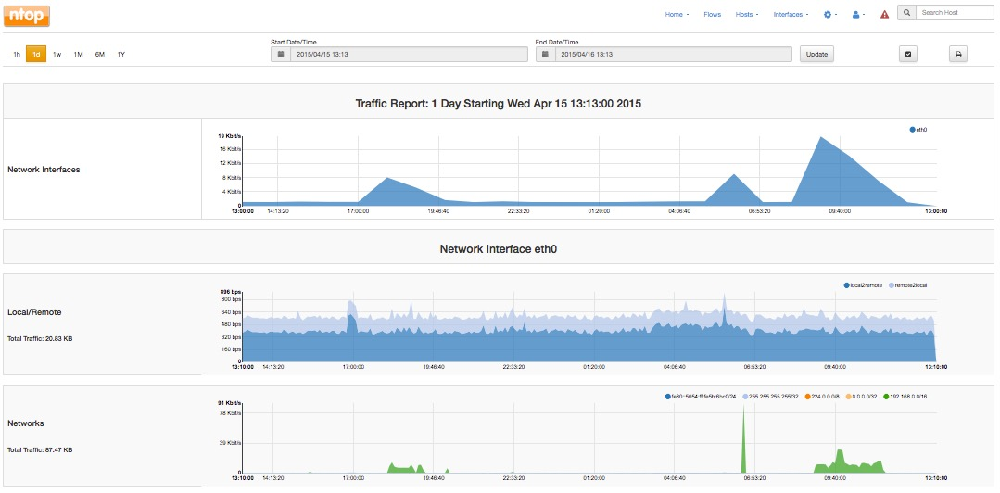 ntop
Home Flows Hosts Interfaces Search Host
Start Date/Time End Date/Time
1h 1d 1w 1M 6M 1Y 2015/04/15 13:13 2015/04/16 13:13 Update
Traffic Report: 1 Day Starting Wed Apr 15 13:13:00 2015
Network Interfaces
eth0
19 Kbit/s
16 Kbit/s
12 Kbit/s
8 Kbit/s
4 Kbit/s
0
13:00:00 14:13:20 17:00:00 19:46:40 22:33:20 01:20:00 04:06:40 06:53:20 09:40:00 13:00:00
Network Interface eth0
Local/Remote
Total Traffic: 20.83 KB
local2remote remote2local
896 bps
800 bps
640 bps
480 bps
320 bps
160 bps
0
13:10:00 14:13:20 17:00:00 19:46:40 22:33:20 01:20:00 04:06:40 06:53:20 09:40:00 13:10:00
Networks
Total Traffic: 87.47 KB
255.255.255.255/32 224.0.0.0/8 0.0.0.0/32 192.168.0.0/16
91 Kbit/s
78 Kbit/s
39 Kbit/s
0
13:10:00 14:13:20 17:00:00 19:46:40 22:33:20 01:20:00 04:06:40 06:53:20 09:40:00 13:10:00